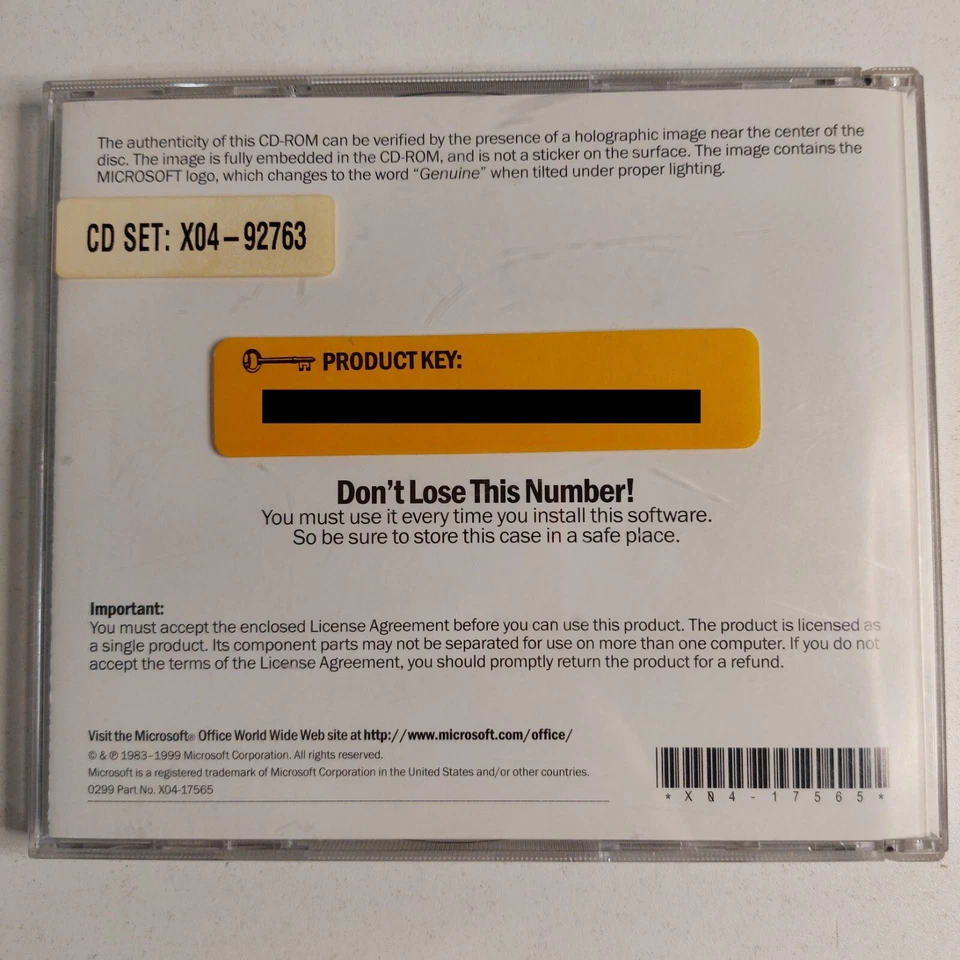 The authenticity of this CD-ROM can be verified by the presence of a holographic image near the center of the
disc. The image is fully embedded in the CD-ROM, and is not a sticker on the surface. The image contains the
MICROSOFT logo, which changes to the word “Genuine” when tilted under proper lighting.
CD SET: X04-92763
PRODUCT KEY:
Don't Lose This Number!
You must use it every time you install this software.
So be sure to store this case in a safe place.
Important:
You must accept the enclosed License Agreement before you can use this product. The product is licensed as
a single product. Its component parts may not be separated for use on more than one computer. If you do not
accept the terms of the License Agreement, you should promptly return the product for a refund.
Visit the Microsoft® Office World Wide Web site at http://www.microsoft.com/office/
© & ℗ 1983–1999 Microsoft Corporation. All rights reserved.
Microsoft is a registered trademark of Microsoft Corporation in the United States and/or other countries.
0299 Part No. X04-17565
*X04-17565*